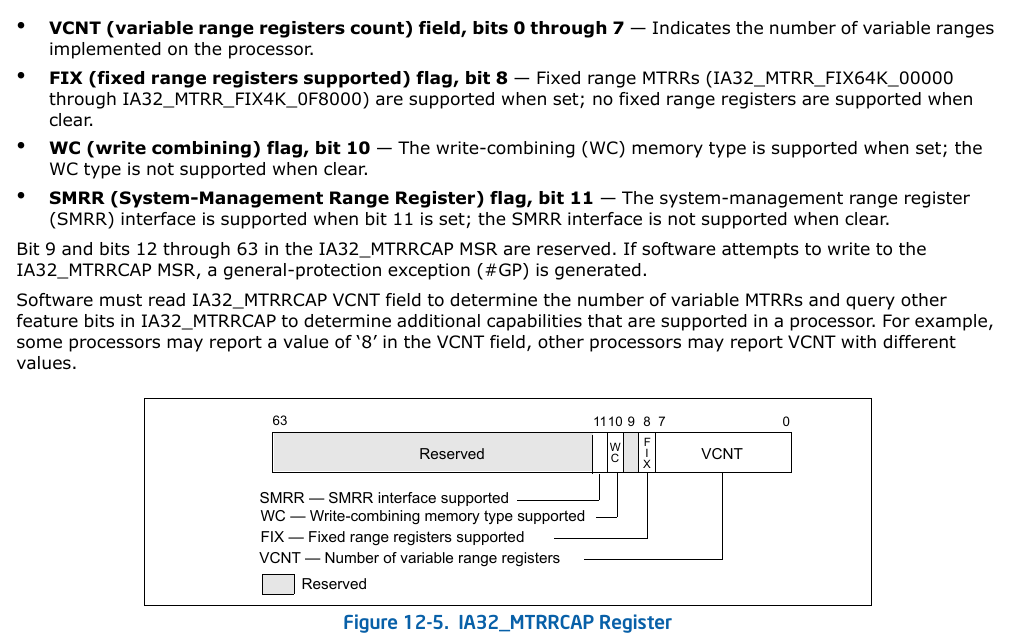 • VCNT (variable range registers count) field, bits 0 through 7 — Indicates the number of variable ranges
implemented on the processor.
• FIX (fixed range registers supported) flag, bit 8 — Fixed range MTRRs (IA32_MTRR_FIX64K_00000
through IA32_MTRR_FIX4K_0F8000) are supported when set; no fixed range registers are supported when
clear.
• WC (write combining) flag, bit 10 — The write-combining (WC) memory type is supported when set; the
WC type is not supported when clear.
• SMRR (System-Management Range Register) flag, bit 11 — The system-management range register
(SMRR) interface is supported when bit 11 is set; the SMRR interface is not supported when clear.
Bit 9 and bits 12 through 63 in the IA32_MTRRCAP MSR are reserved. If software attempts to write to the
IA32_MTRRCAP MSR, a general-protection exception (#GP) is generated.
Software must read IA32_MTRRCAP VCNT field to determine the number of variable MTRRs and query other
feature bits in IA32_MTRRCAP to determine additional capabilities that are supported in a processor. For example,
some processors may report a value of ‘8’ in the VCNT field, other processors may report VCNT with different
values.
63 11 10 9 8 7 0
Reserved WC FIX VCNT
SMRR — SMRR interface supported
WC — Write-combining memory type supported
FIX — Fixed range registers supported
VCNT — Number of variable range registers
Reserved
Figure 12-5. IA32_MTRRCAP Register